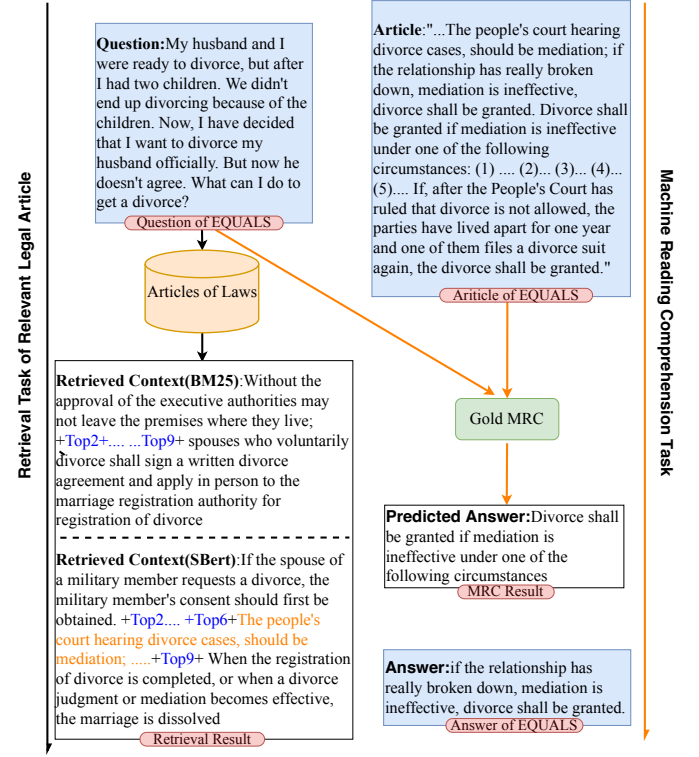 Retrieval Task of Relevant Legal Article
Question:My husband and I
were ready to divorce, but after
I had two children. We didn't
end up divorcing because of the
children. Now, I have decided
that I want to divorce my
husband officially. But now he
doesn't agree. What can I do to
get a divorce?
Question of EQUALS
Articles of Laws
Retrieved Context(BM25):Without the
approval of the executive authorities may
not leave the premises where they live;
+Top2+.... ...Top9+ spouses who voluntarily
divorce shall sign a written divorce
agreement and apply in person to the
marriage registration authority for
registration of divorce
Retrieved Context(SBert):If the spouse of
a military member requests a divorce, the
military member's consent should first be
obtained. +Top2.... +Top6+The people's
court hearing divorce cases, should be
mediation; .....+Top9+ When the registration
of divorce is completed, or when a divorce
judgment or mediation becomes effective,
the marriage is dissolved
Retrieval Result
Article:"...The people's court hearing
divorce cases, should be mediation; if
the relationship has really broken
down, mediation is ineffective,
divorce shall be granted. Divorce shall
be granted if mediation is ineffective
under one of the following
circumstances: (1) .... (2)... (3)... (4)...
(5).... If, after the People's Court has
ruled that divorce is not allowed, the
parties have lived apart for one year
and one of them files a divorce suit
again, the divorce shall be granted."
Ariticle of EQUALS
Gold MRC
Predicted Answer:Divorce shall
be granted if mediation is
ineffective under one of the
following circumstances
MRC Result
Answer:if the relationship has
really broken down, mediation is
ineffective, divorce shall be granted.
Answer of EQUALS
Machine Reading Comprehension Task